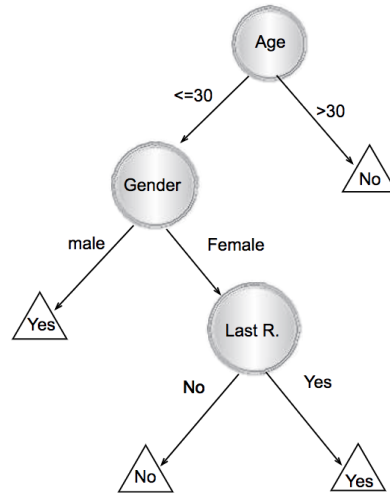 Age
<=30
>30
Gender
No
male
Female
Yes
Last R.
No
Yes
No
Yes